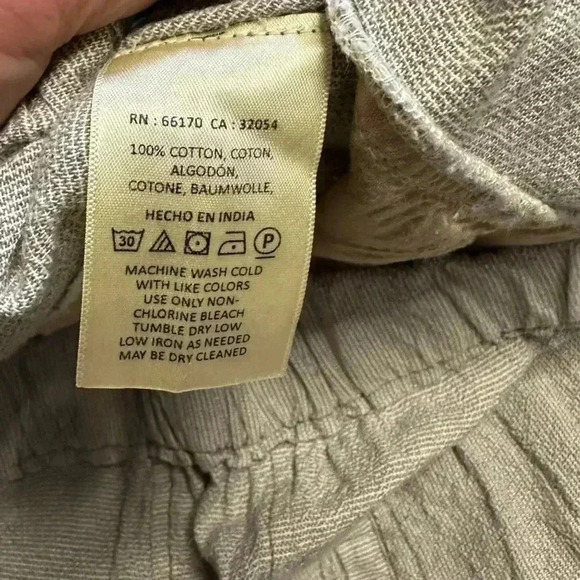 RN : 66170 CA : 32054
100% COTTON, COTON,
ALGODÓN,
COTONE, BAUMWOLLE,
HECHO EN INDIA
30 P
MACHINE WASH COLD
WITH LIKE COLORS
USE ONLY NON-
CHLORINE BLEACH
TUMBLE DRY LOW
LOW IRON AS NEEDED
MAY BE DRY CLEANED